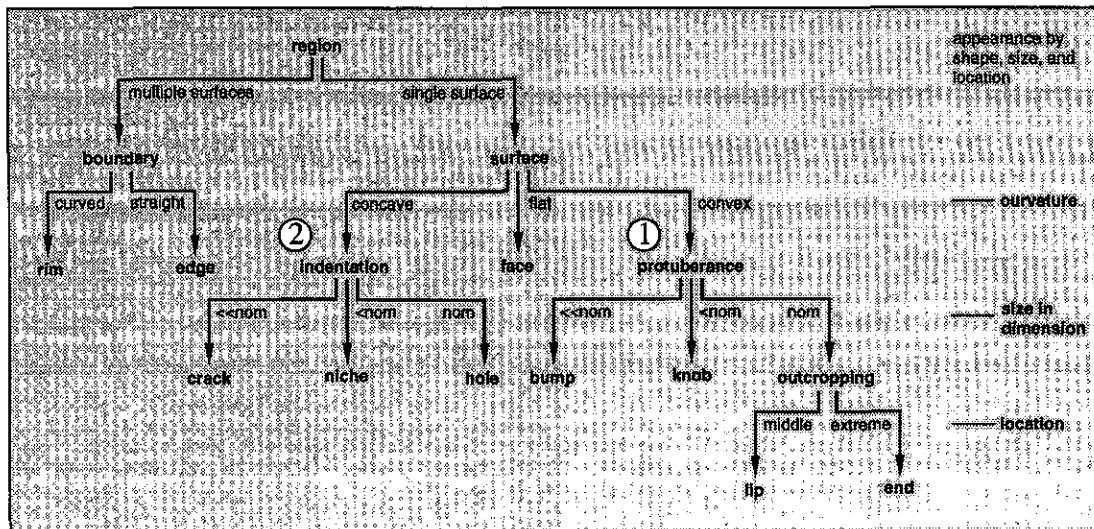 region
appearance by
shape, size, and
location
multiple surfaces
single surface
boundary
surface
curved
straight
concave
flat
convex
curvature
2
1
rim
edge
indentation
face
protuberance
<<nom
<nom
nom
<<nom
<nom
nom
size in
dimension
crack
niche
hole
bump
knob
outcropping
middle
extreme
location
lip
end